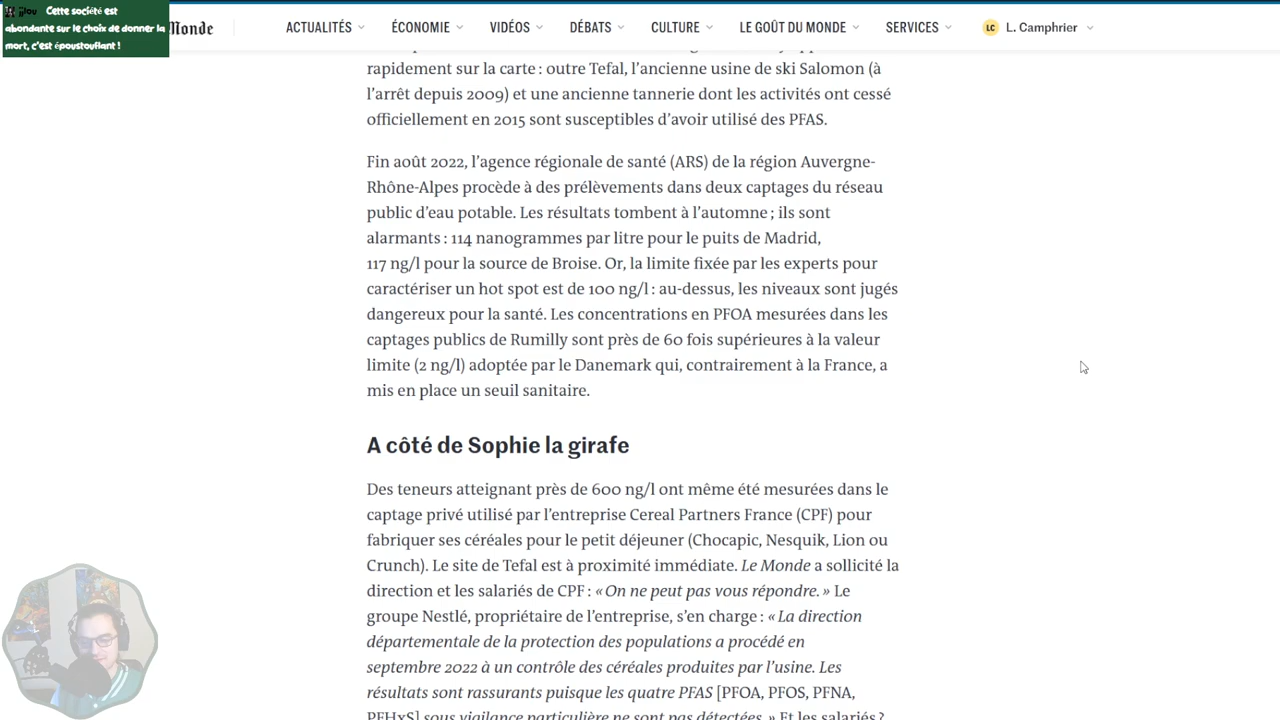 Cette société est
abondante sur le choix de donner la
mort, c'est époustouflant !
Monde
ACTUALITÉS
ÉCONOMIE
VIDÉOS
DÉBATS
CULTURE
LE GOÛT DU MONDE
SERVICES
LC
L. Camphrier
rapidement sur la carte : outre Tefal, l'ancienne usine de ski Salomon (à
l'arrêt depuis 2009) et une ancienne tannerie dont les activités ont cessé
officiellement en 2015 sont susceptibles d'avoir utilisé des PFAS.
Fin août 2022, l'agence régionale de santé (ARS) de la région Auvergne-
Rhône-Alpes procède à des prélèvements dans deux captages du réseau
public d'eau potable. Les résultats tombent à l'automne ; ils sont
alarmants : 114 nanogrammes par litre pour le puits de Madrid,
117 ng/l pour la source de Broise. Or, la limite fixée par les experts pour
caractériser un hot spot est de 100 ng/l : au-dessus, les niveaux sont jugés
dangereux pour la santé. Les concentrations en PFOA mesurées dans les
captages publics de Rumilly sont près de 60 fois supérieures à la valeur
limite (2 ng/l) adoptée par le Danemark qui, contrairement à la France, a
mis en place un seuil sanitaire.
A côté de Sophie la girafe
Des teneurs atteignant près de 600 ng/l ont même été mesurées dans le
captage privé utilisé par l'entreprise Cereal Partners France (CPF) pour
fabriquer ses céréales pour le petit déjeuner (Chocapic, Nesquik, Lion ou
Crunch). Le site de Tefal est à proximité immédiate. Le Monde a sollicité la
direction et les salariés de CPF : « On ne peut pas vous répondre. » Le
groupe Nestlé, propriétaire de l'entreprise, s'en charge : « La direction
départementale de la protection des populations a procédé en
septembre 2022 à un contrôle des céréales produites par l'usine. Les
résultats sont rassurants puisque les quatre PFAS [PFOA, PFOS, PFNA,
PFHxS] sous vigilance particulière ne sont pas détectées. » Et les salariés ?